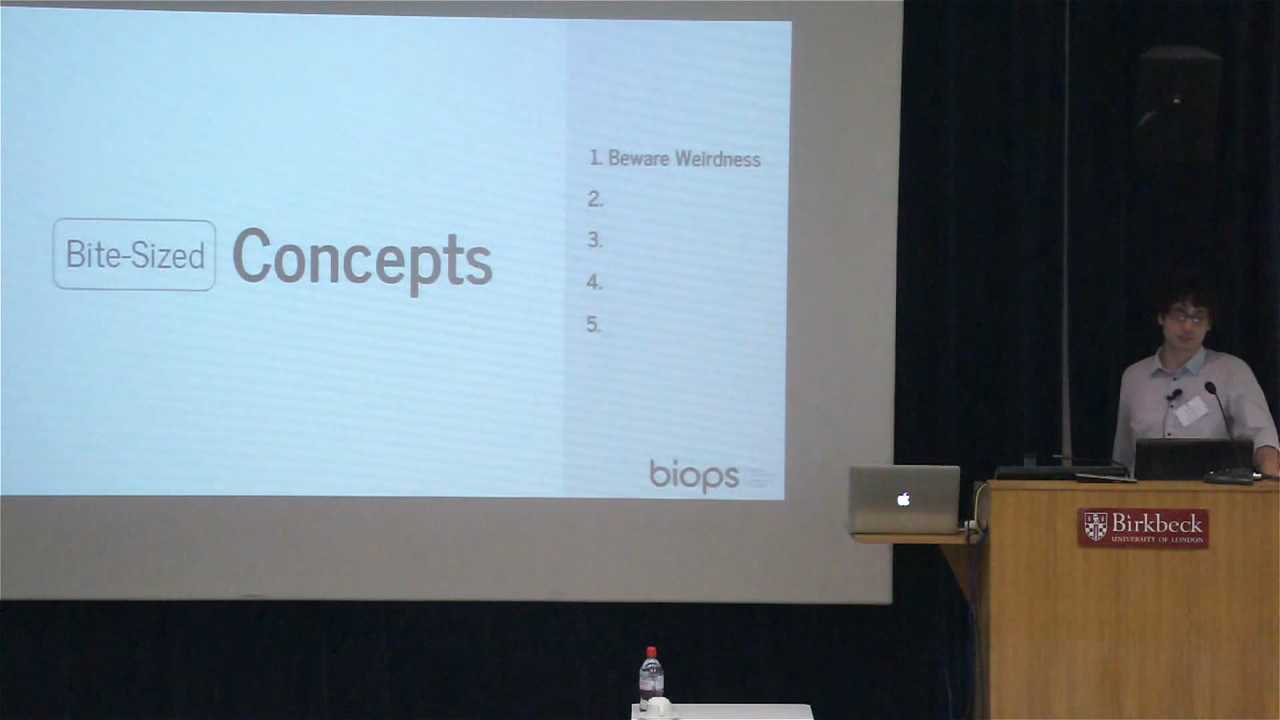 Bite-Sized Concepts
1. Beware Weirdness
2.
3.
4.
5.
biops
Birkbeck
UNIVERSITY OF LONDON